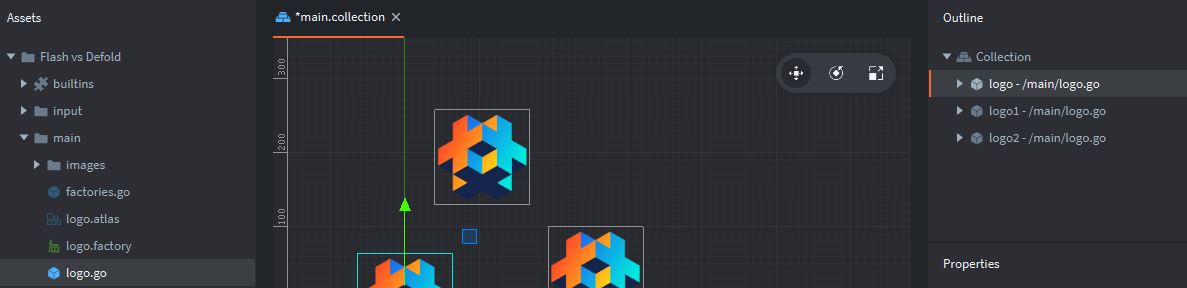 Assets
Flash vs Defold
builtins
input
main
images
factories.go
logo.atlas
logo.factory
logo.go
*main.collection
300
200
100
Outline
Collection
logo - /main/logo.go
logo1 - /main/logo.go
logo2 - /main/logo.go
Properties